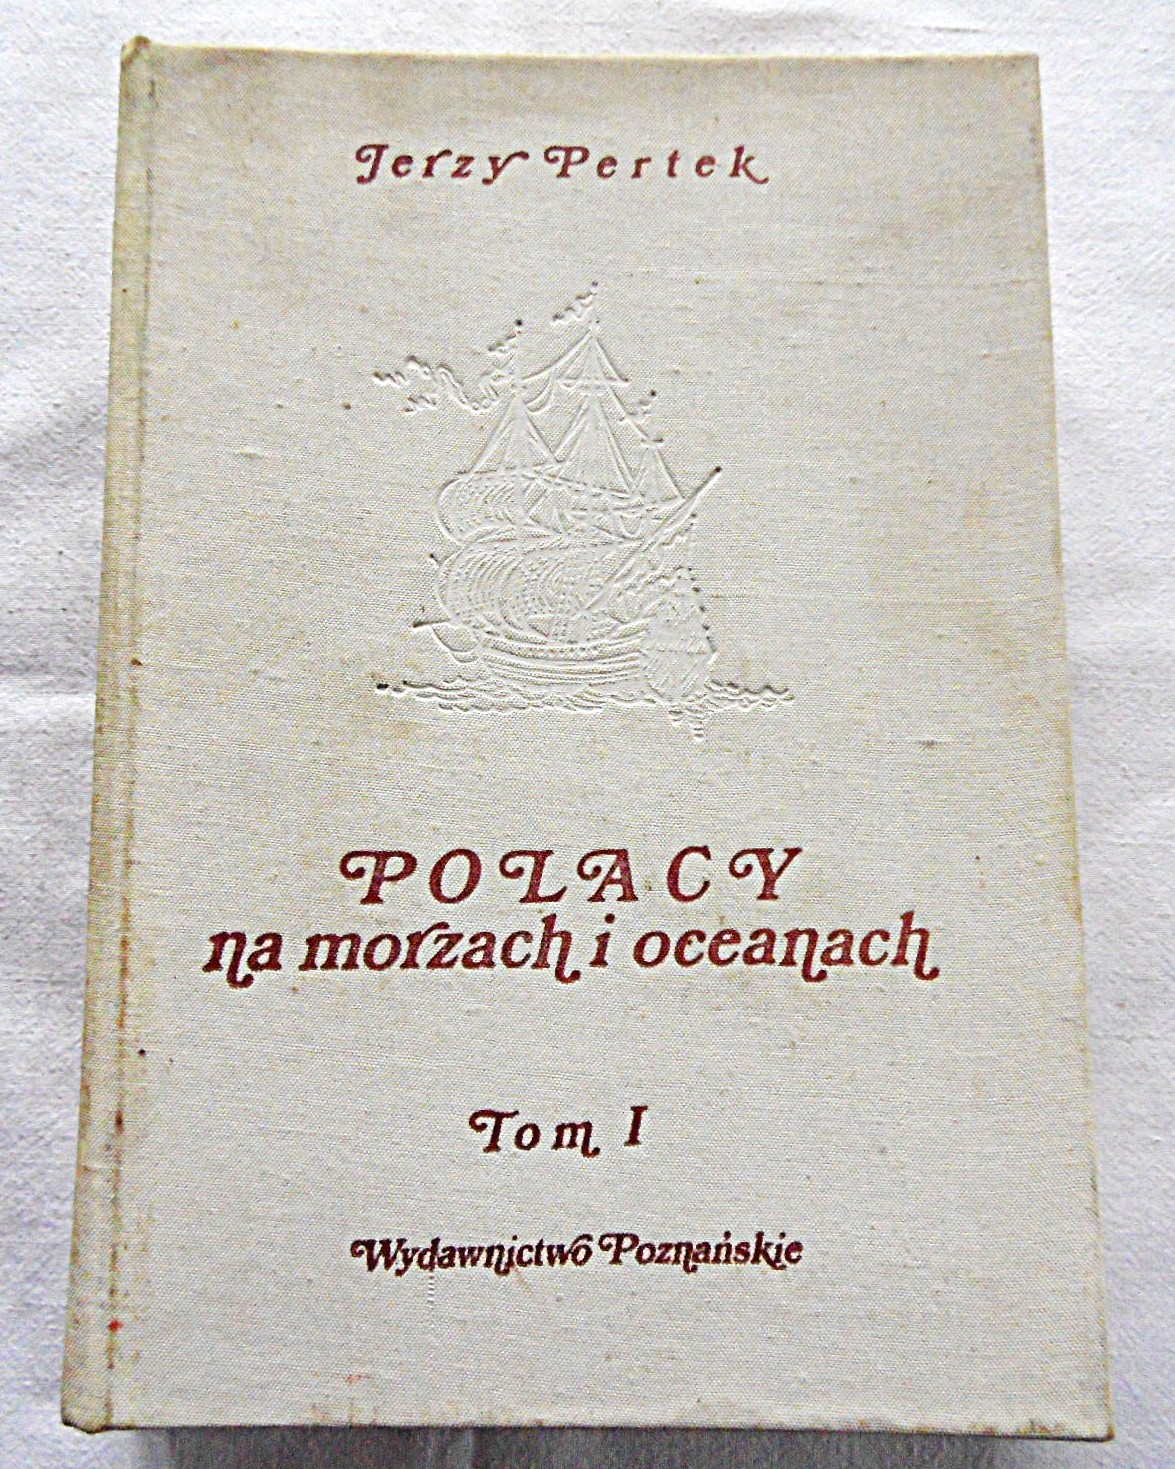 Jerzy Pertek
POLACY
na morzach i oceanach
Tom I
Wydawnictwo Poznańskie